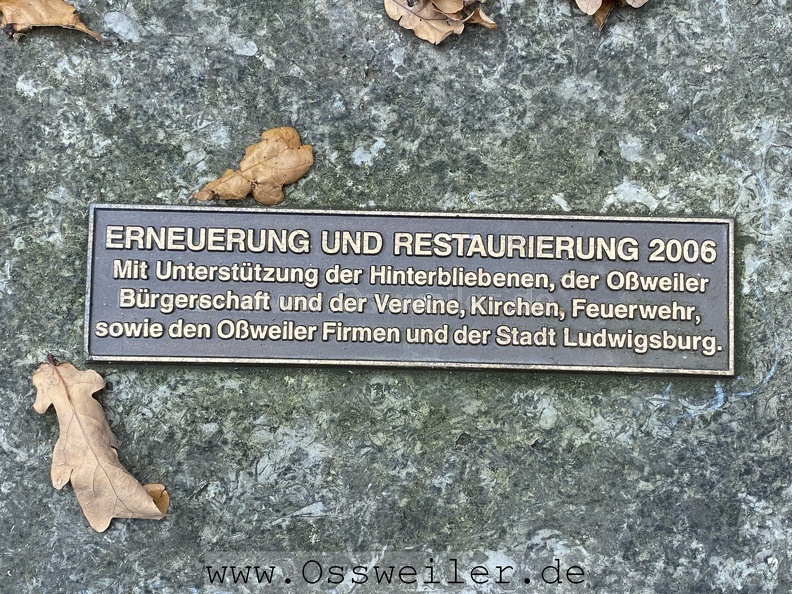 ERNEUERUNG UND RESTAURIERUNG 2006
Mit Unterstützung der Hinterbliebenen, der Oßweiler
Bürgerschaft und der Vereine, Kirchen, Feuerwehr,
sowie den Oßweiler Firmen und der Stadt Ludwigsburg.
www.Ossweiler.de